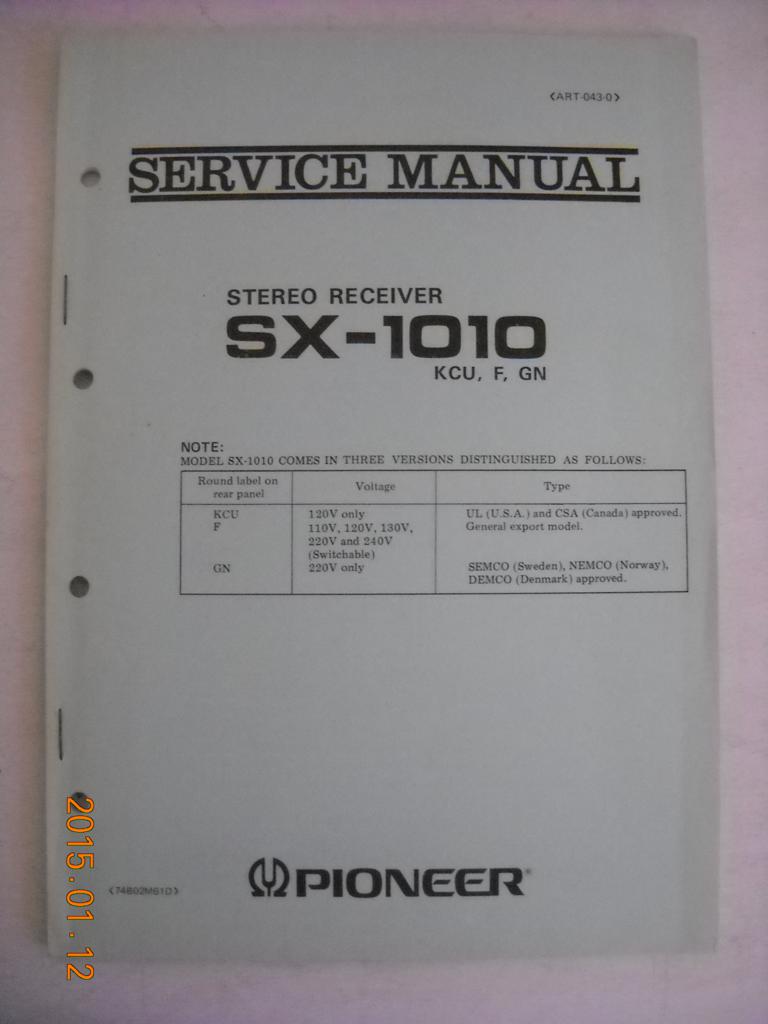 <ART-043-0>
SERVICE MANUAL
STEREO RECEIVER
SX-1010
KCU, F, GN
NOTE:
MODEL SX-1010 COMES IN THREE VERSIONS DISTINGUISHED AS FOLLOWS:
Round label on rear panel Voltage Type
KCU 120V only UL (U.S.A.) and CSA (Canada) approved.
F 110V, 120V, 130V, General export model.
220V and 240V
(Switchable)
GN 220V only SEMCO (Sweden), NEMCO (Norway),
DEMCO (Denmark) approved.
PIONEER®
<74802M61D>
2015.01.12